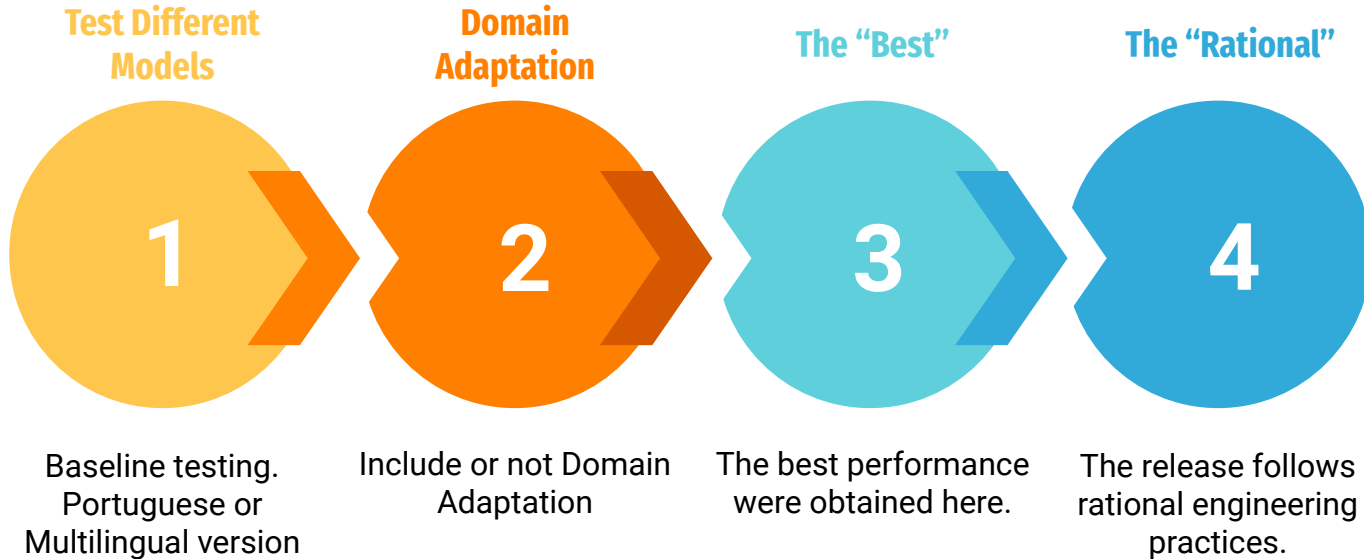 Test Different
Models
1
Baseline testing.
Portuguese or
Multilingual version
Domain
Adaptation
2
Include or not Domain
Adaptation
The “Best”
3
The best performance
were obtained here.
The “Rational”
4
The release follows
rational engineering
practices.